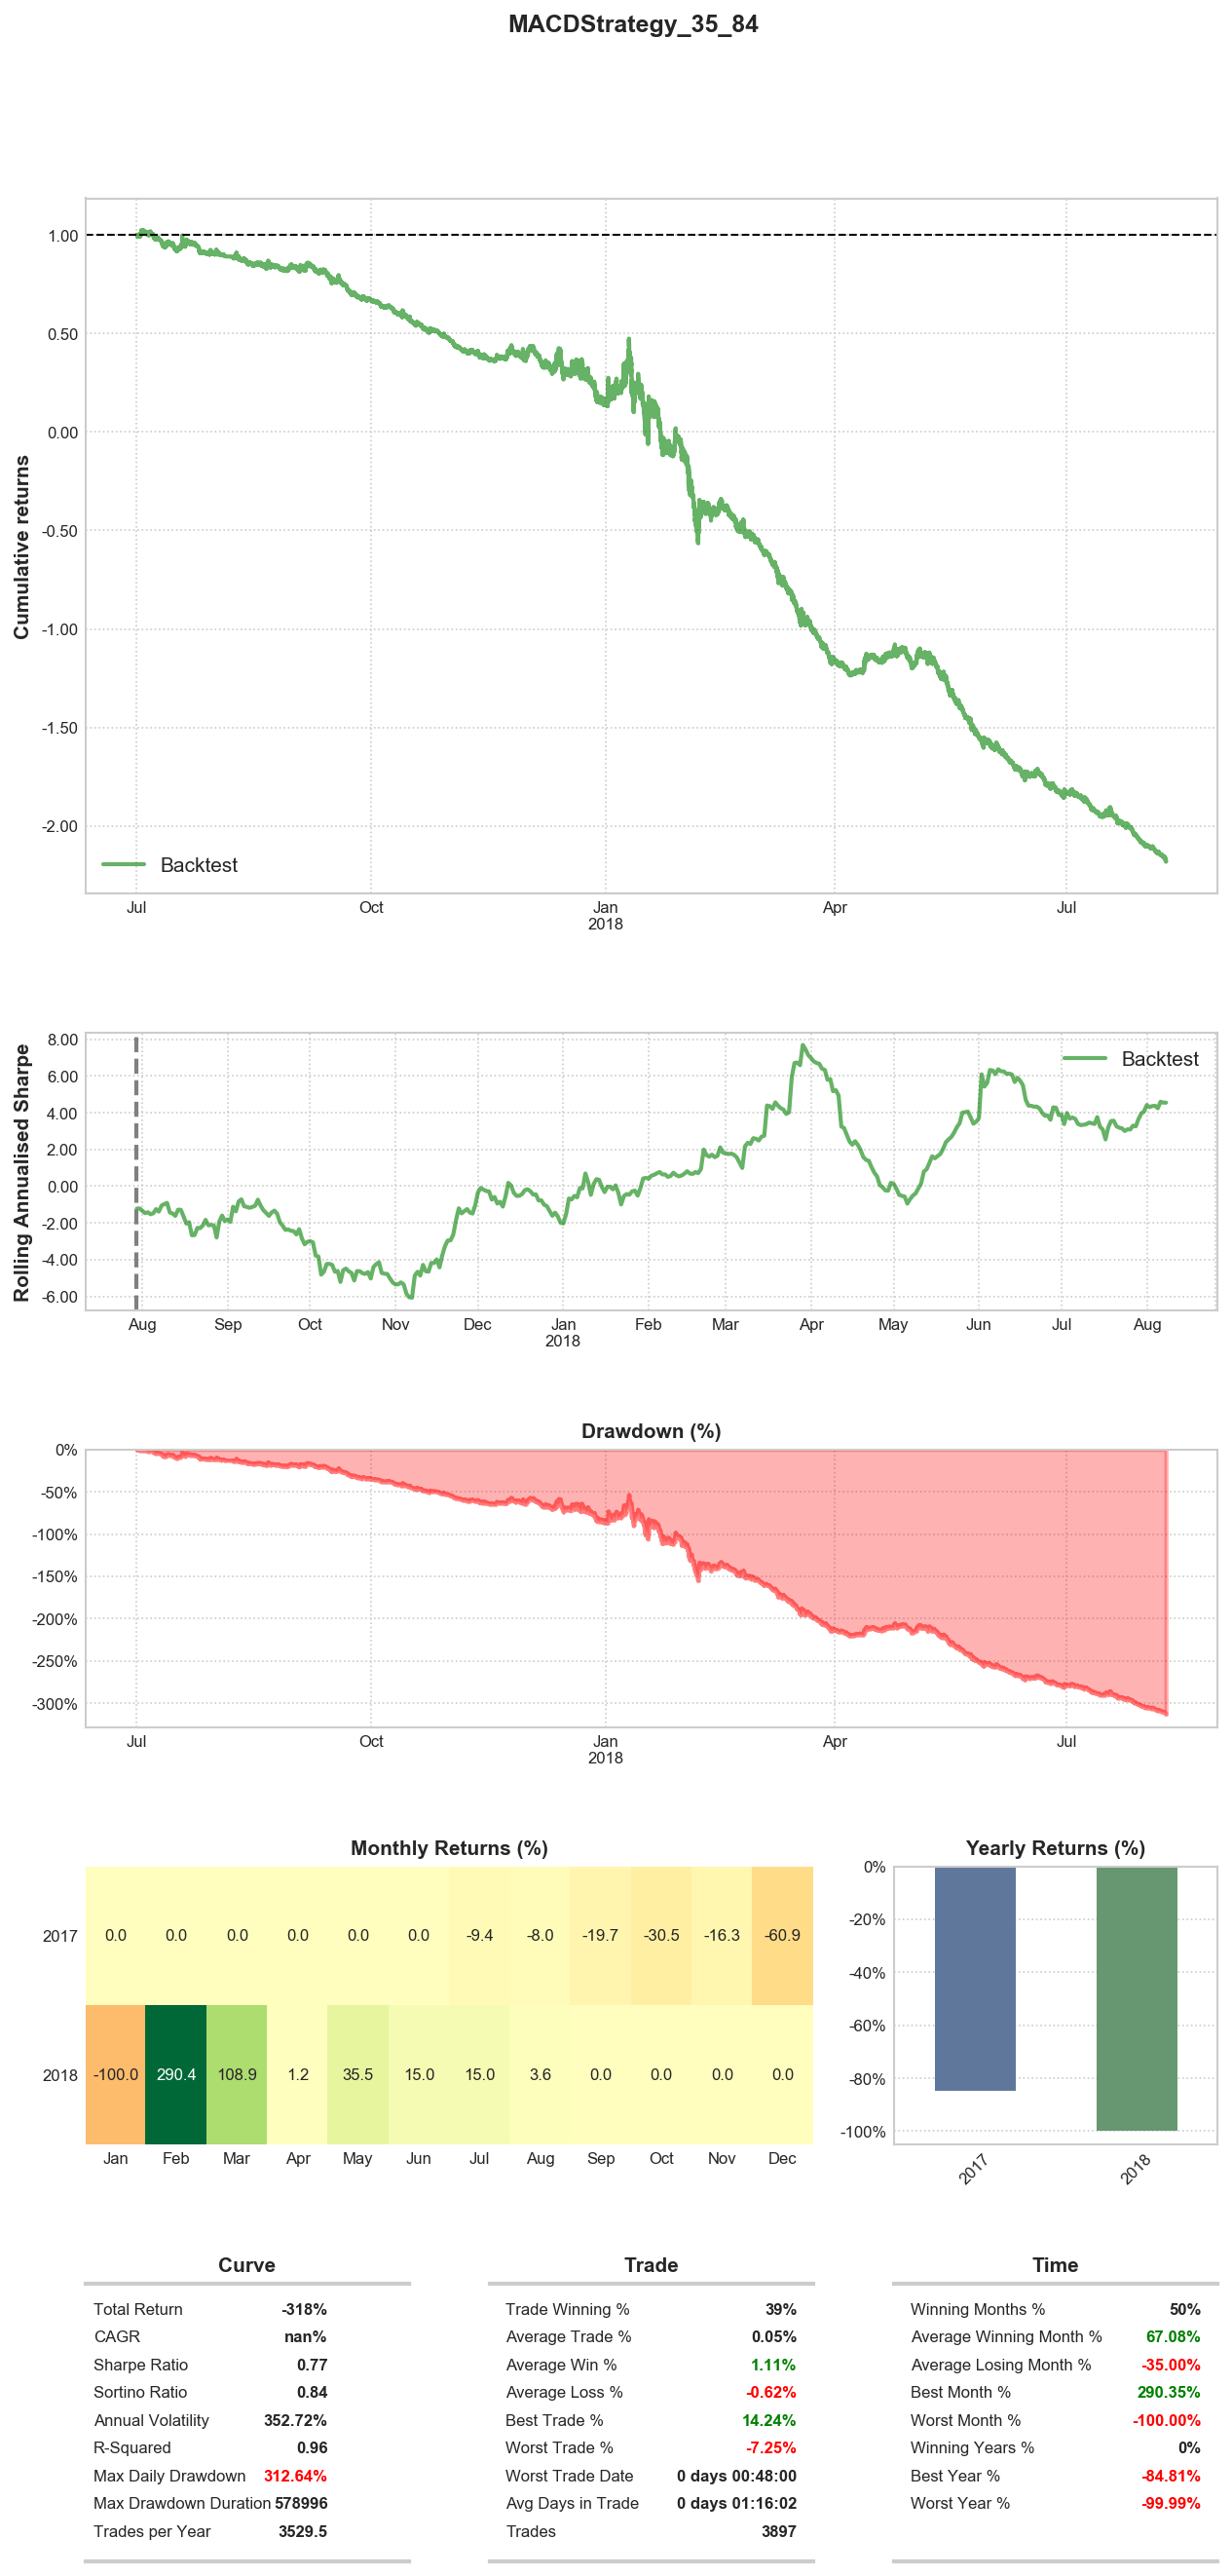 MACDStrategy_35_84
Cumulative returns
1.00
0.50
0.00
-0.50
-1.00
-1.50
-2.00
Backtest
Jul Oct Jan Apr Jul
2018
Rolling Annualised Sharpe
8.00
6.00
4.00
2.00
0.00
-2.00
-4.00
-6.00
Backtest
Aug Sep Oct Nov Dec Jan Feb Mar Apr May Jun Jul Aug
2018
Drawdown (%)
0%
-50%
-100%
-150%
-200%
-250%
-300%
Jul Oct Jan Apr Jul
2018
Monthly Returns (%)
2017 0.0 0.0 0.0 0.0 0.0 0.0 -9.4 -8.0 -19.7 -30.5 -16.3 -60.9
2018 -100.0 290.4 108.9 1.2 35.5 15.0 15.0 3.6 0.0 0.0 0.0 0.0
Jan Feb Mar Apr May Jun Jul Aug Sep Oct Nov Dec
Yearly Returns (%)
0%
-20%
-40%
-60%
-80%
-100%
2017 2018
Curve
Total Return -318%
CAGR nan%
Sharpe Ratio 0.77
Sortino Ratio 0.84
Annual Volatility 352.72%
R-Squared 0.96
Max Daily Drawdown 312.64%
Max Drawdown Duration 578996
Trades per Year 3529.5
Trade
Trade Winning % 39%
Average Trade % 0.05%
Average Win % 1.11%
Average Loss % -0.62%
Best Trade % 14.24%
Worst Trade % -7.25%
Worst Trade Date 0 days 00:48:00
Avg Days in Trade 0 days 01:16:02
Trades 3897
Time
Winning Months % 50%
Average Winning Month % 67.08%
Average Losing Month % -35.00%
Best Month % 290.35%
Worst Month % -100.00%
Winning Years % 0%
Best Year % -84.81%
Worst Year % -99.99%